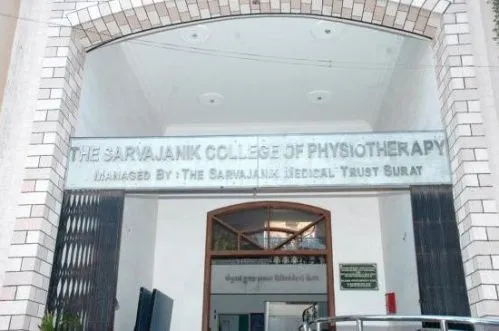 THE SARVAJANIK COLLEGE OF PHYSIOTHERAPY
MANAGED BY : THE SARVAJANIK MEDICAL TRUST SURAT